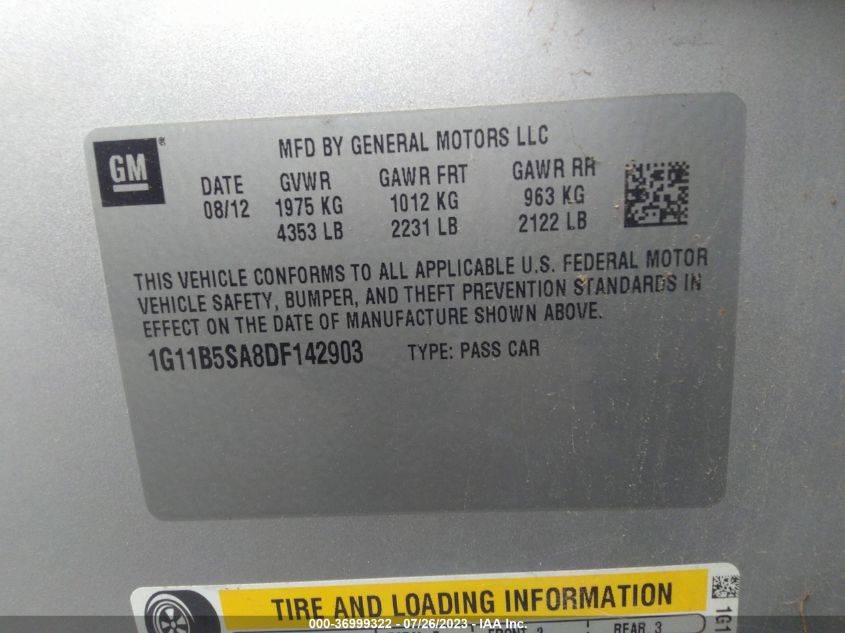 GM ®
MFD BY GENERAL MOTORS LLC
DATE GVWR GAWR FRT GAWR RR
08/12 1975 KG 1012 KG 963 KG
4353 LB 2231 LB 2122 LB
THIS VEHICLE CONFORMS TO ALL APPLICABLE U.S. FEDERAL MOTOR
VEHICLE SAFETY, BUMPER, AND THEFT PREVENTION STANDARDS IN
EFFECT ON THE DATE OF MANUFACTURE SHOWN ABOVE.
1G11B5SA8DF142903 TYPE: PASS CAR
TIRE AND LOADING INFORMATION
1G1
FRONT 2 REAR 3
000-36999322 - 07/26/2023 - IAA Inc.